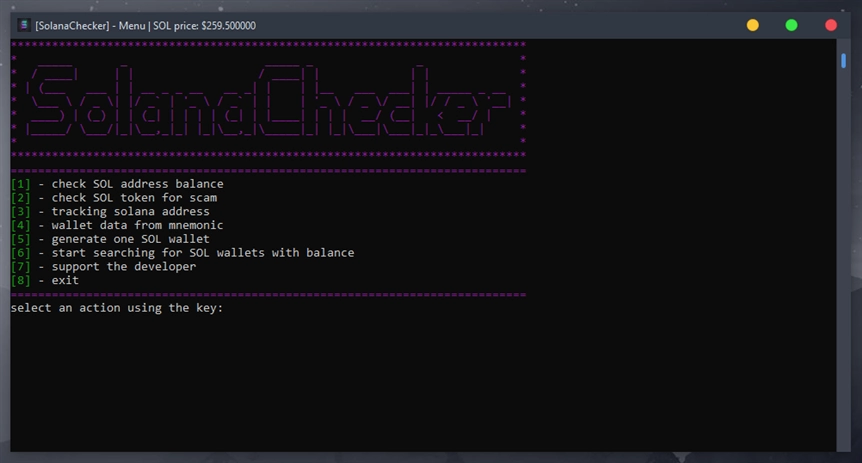 [SolanaChecker] - Menu | SOL price: $259.500000
SolanaChecker
[1] - check SOL address balance
[2] - check SOL token for scam
[3] - tracking solana address
[4] - wallet data from mnemonic
[5] - generate one SOL wallet
[6] - start searching for SOL wallets with balance
[7] - support the developer
[8] - exit
select an action using the key: